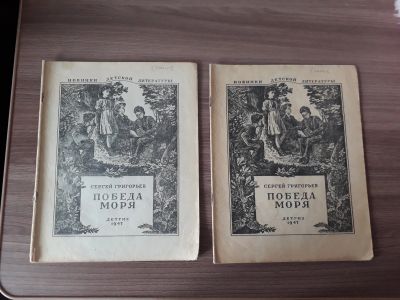 НОВИНКИ ДЕТСКОЙ ЛИТЕРАТУРЫ
СЕРГЕЙ ГРИГОРЬЕВ
ПОБЕДА
МОРЯ
ДЕТГИЗ
1947
НОВИНКИ ДЕТСКОЙ ЛИТЕРАТУРЫ
СЕРГЕЙ ГРИГОРЬЕВ
ПОБЕДА
МОРЯ
ДЕТГИЗ
1947